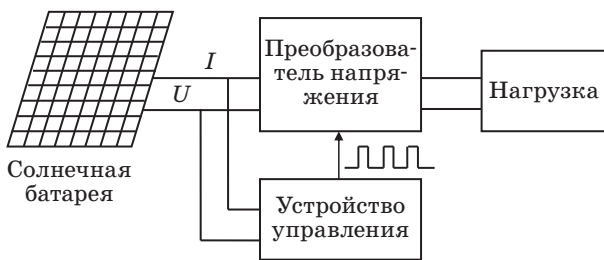 I
U
Солнечная
батарея
Преобразова-
тель напря-
жения
Нагрузка
Устройство
управления